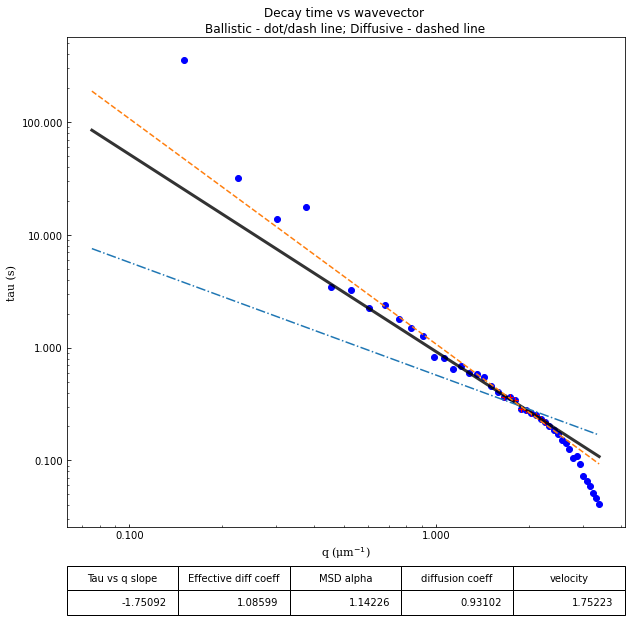 Decay time vs wavevector
Ballistic - dot/dash line; Diffusive - dashed line
100.000
10.000
1.000
0.100
tau (s)
0.100 1.000
q (μm⁻¹)
Tau vs q slope Effective diff coeff MSD alpha diffusion coeff velocity
-1.75092 1.08599 1.14226 0.93102 1.75223